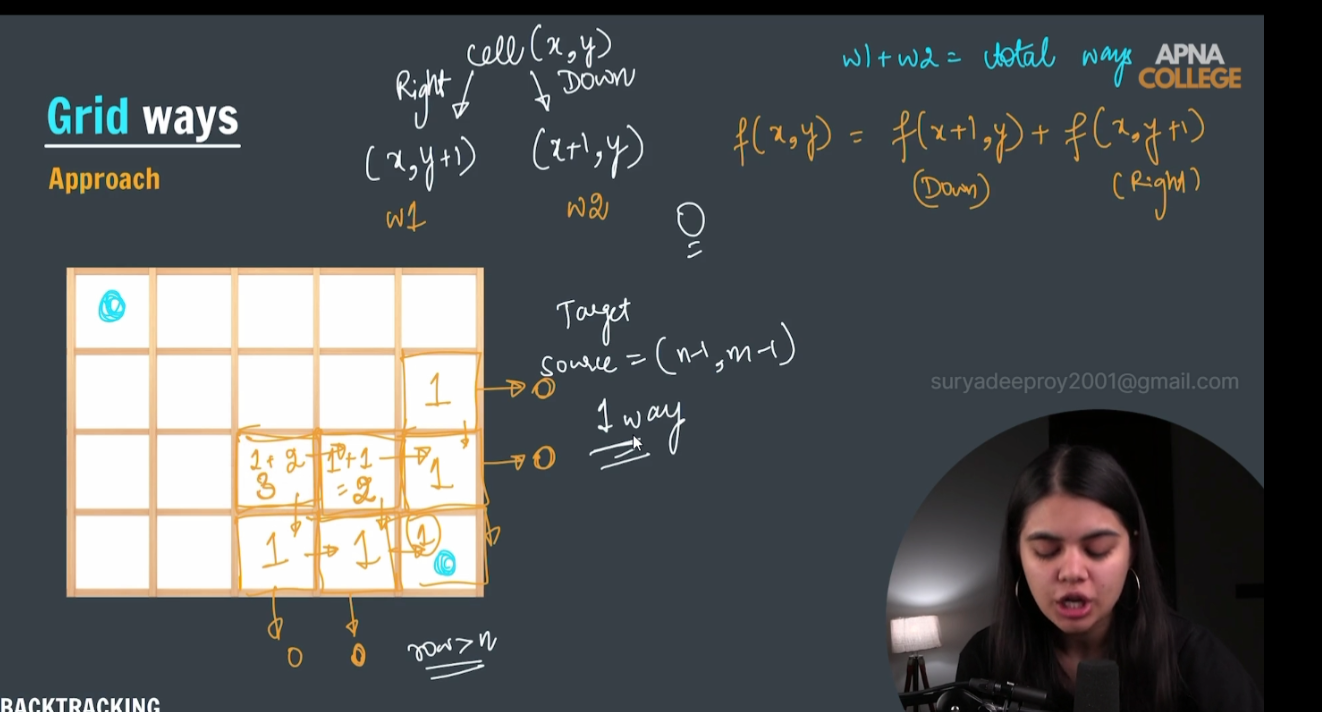 cell (x,y)
Right
Down
(x, y+1)
(x+1, y)
w1
w2
w1 + w2 = total ways
APNA
COLLEGE
Grid ways
Approach
f(x,y) = f(x+1,y) + f(x,y+1)
(Down)
(Right)
0
Target
source = (n-1, m-1)
1 way
suryadeeproy2001@gmail.com
1
0
1 + 2
3
1+1
= 2
1
0
1
1
1
0
0
row > n
BACKTRACKING